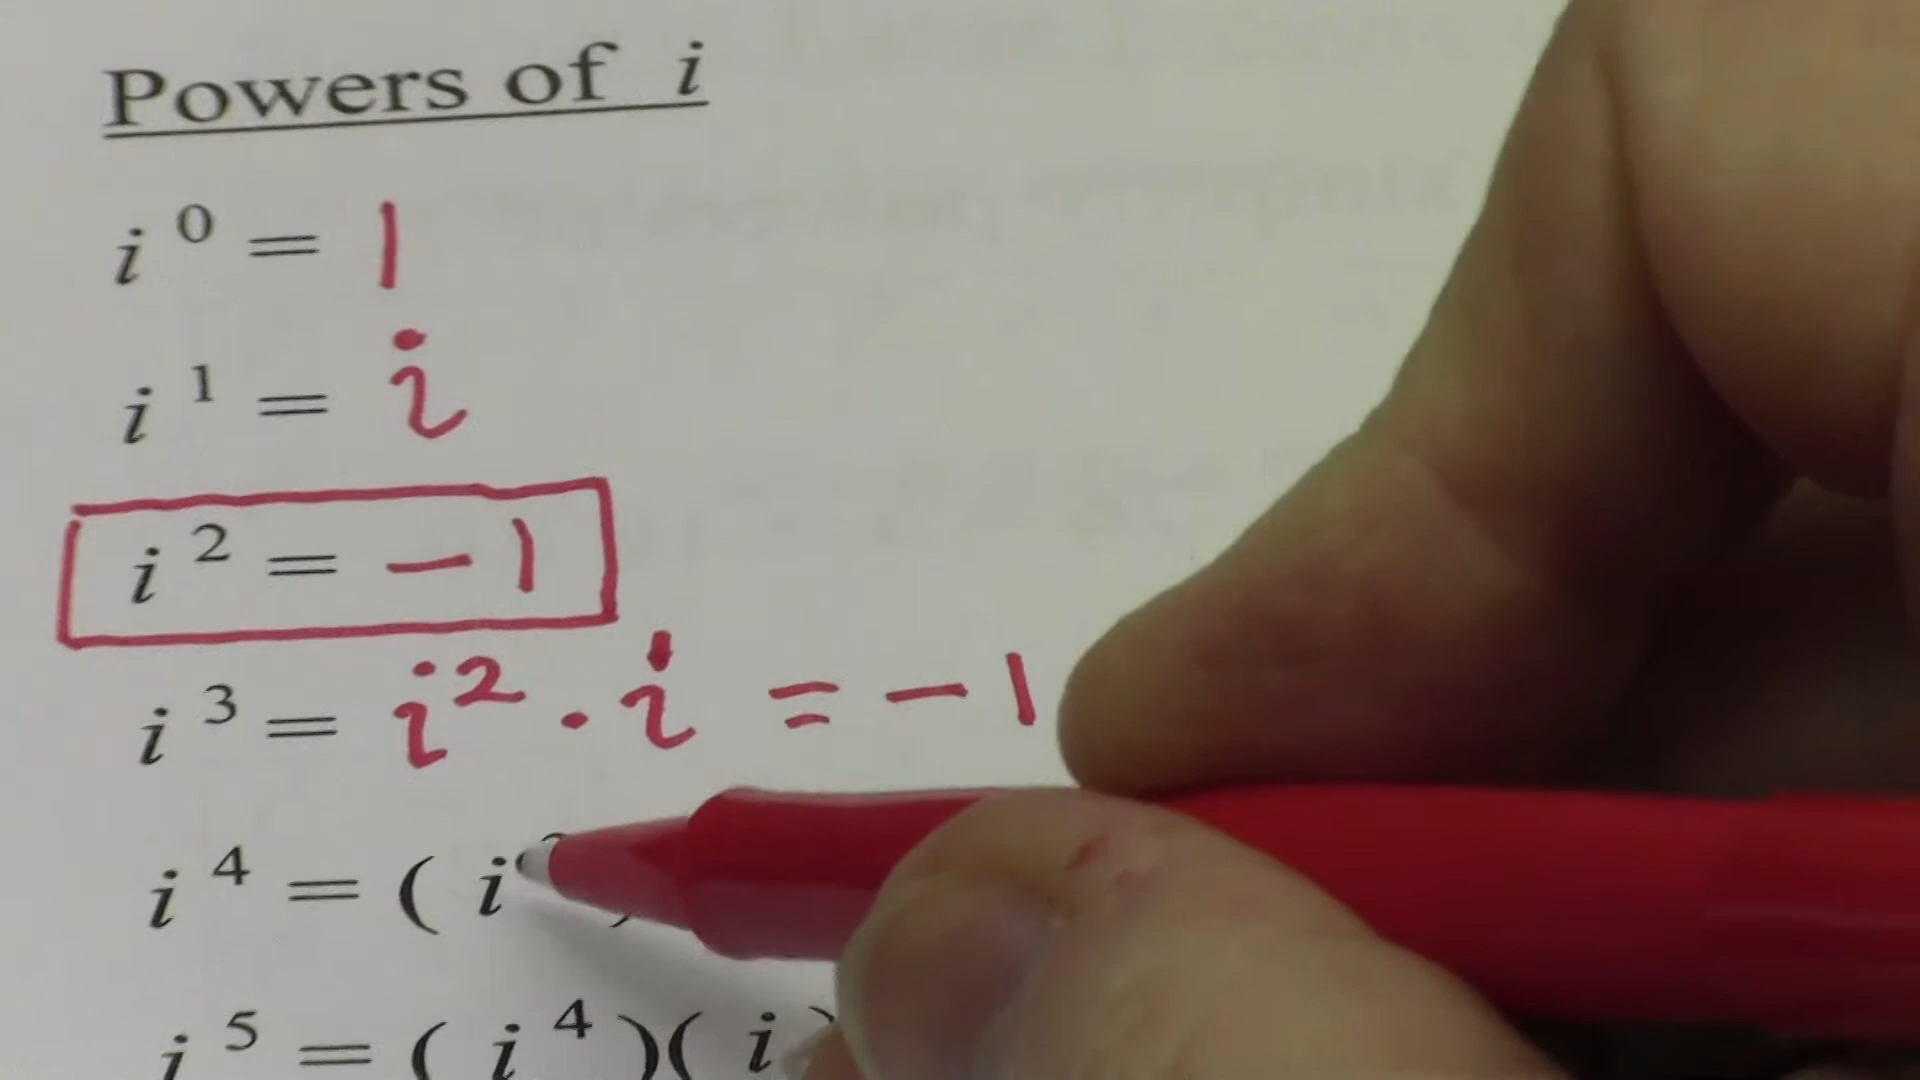 Powers of i
i⁰ = 1
i¹ = i
i² = -1
i³ = i² · i = -1
i⁴ = ( i
i⁵ = ( i⁴ )( i